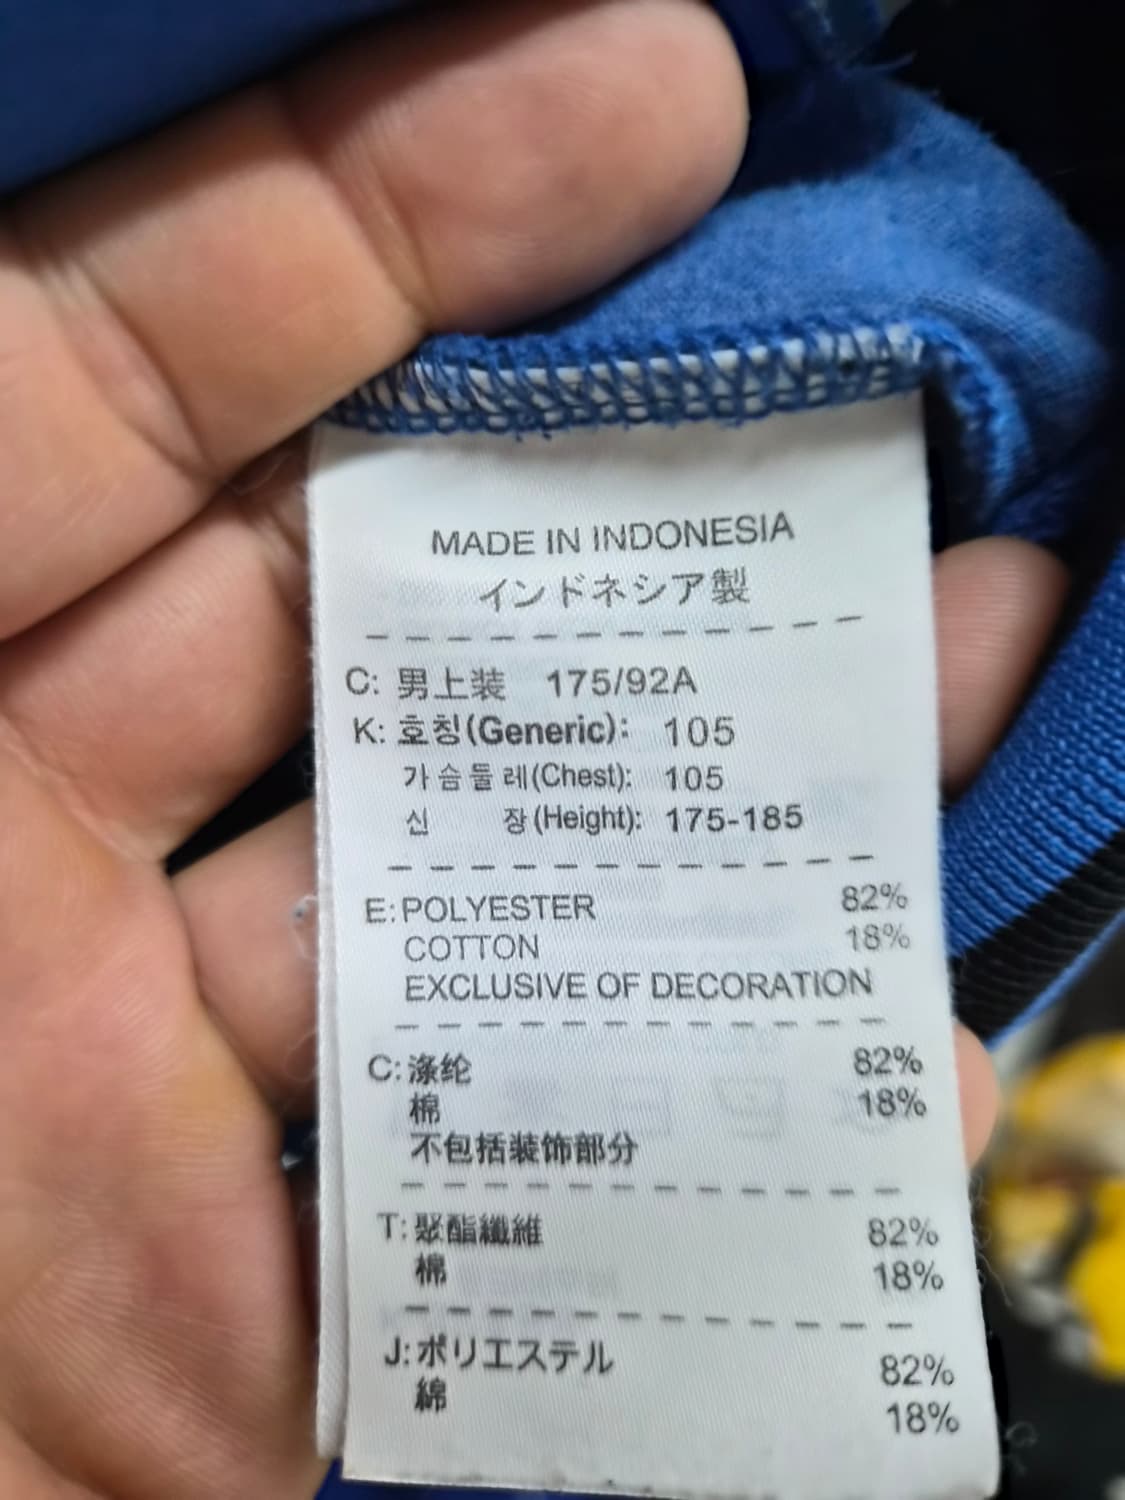 MADE IN INDONESIA
インドネシア製
C: 男上装 175/92A
K: 호칭(Generic): 105
가슴둘레(Chest): 105
신 장(Height): 175-185
E: POLYESTER 82%
COTTON 18%
EXCLUSIVE OF DECORATION
C: 涤纶 82%
棉 18%
不包括装饰部分
T: 聚酯纖維 82%
棉 18%
J: ポリエステル 82%
綿 18%